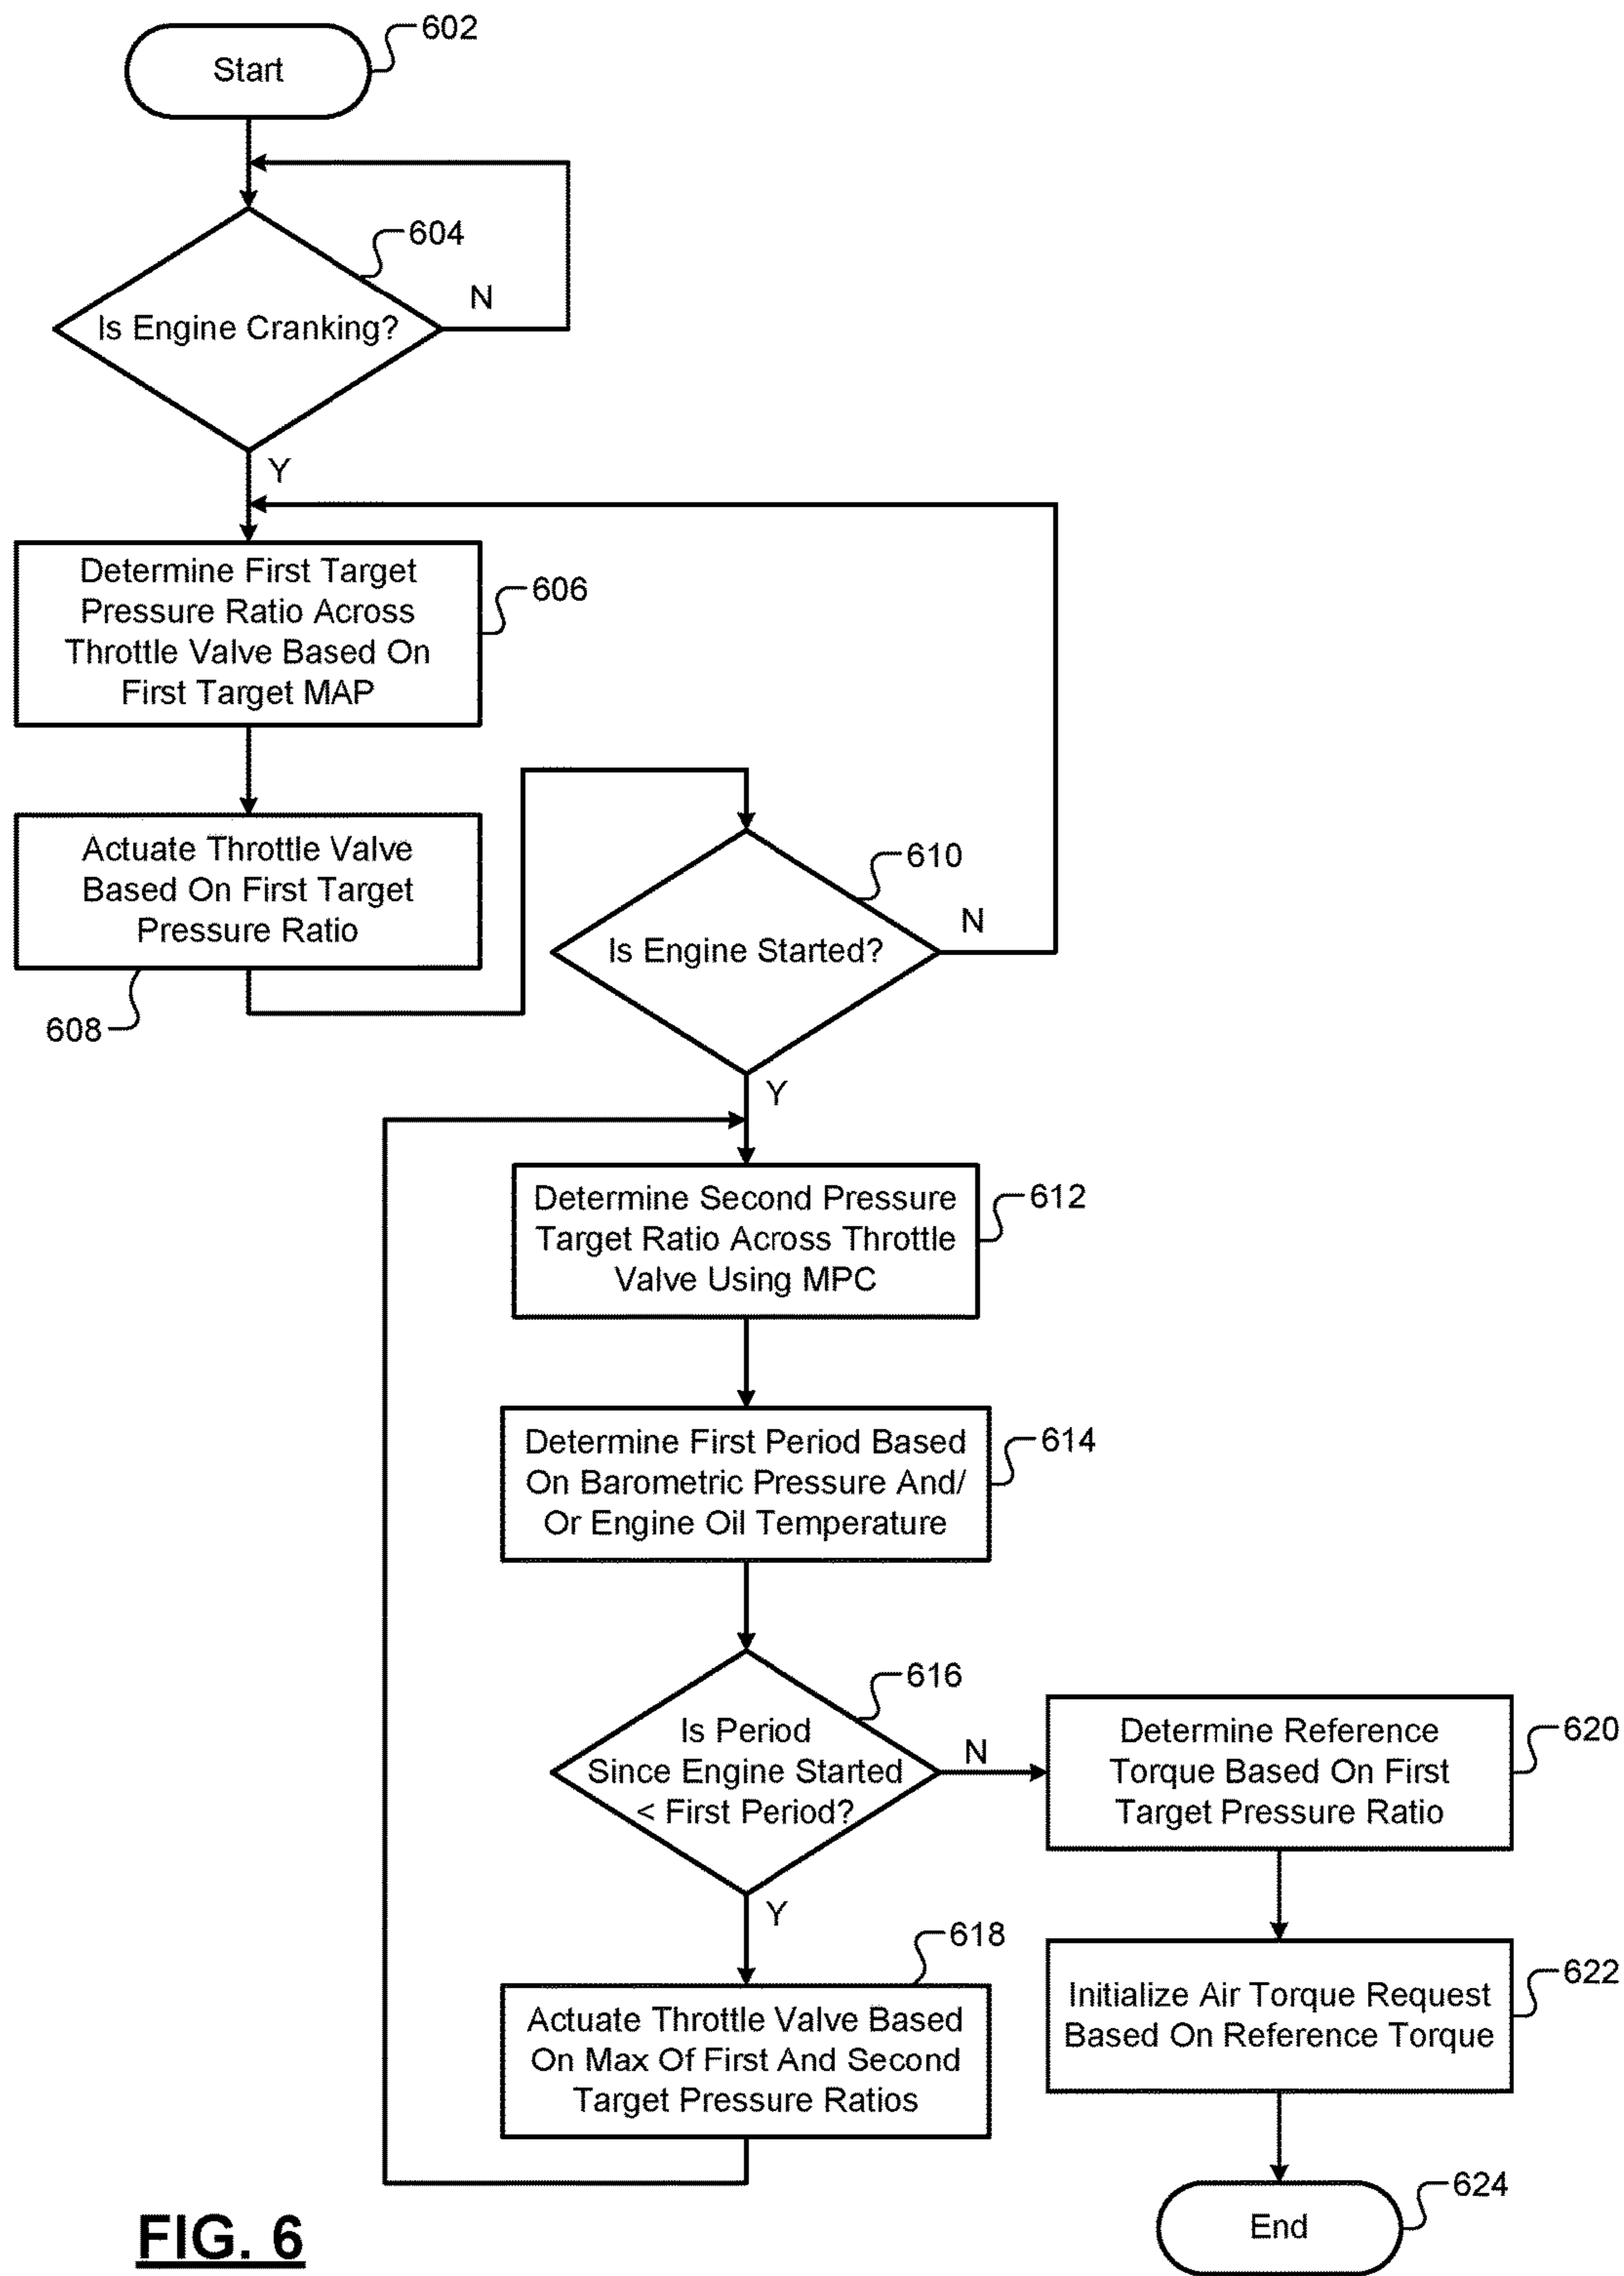 Start
602
604
Is Engine Cranking?
N
Y
Determine First Target
Pressure Ratio Across
Throttle Valve Based On
First Target MAP
606
Actuate Throttle Valve
Based On First Target
Pressure Ratio
608
610
Is Engine Started?
N
Y
Determine Second Pressure
Target Ratio Across Throttle
Valve Using MPC
612
Determine First Period Based
On Barometric Pressure And/
Or Engine Oil Temperature
614
616
Is Period
Since Engine Started
< First Period?
N
Y
618
Actuate Throttle Valve Based
On Max Of First And Second
Target Pressure Ratios
Determine Reference
Torque Based On First
Target Pressure Ratio
620
Initialize Air Torque Request
Based On Reference Torque
622
End
624
FIG. 6